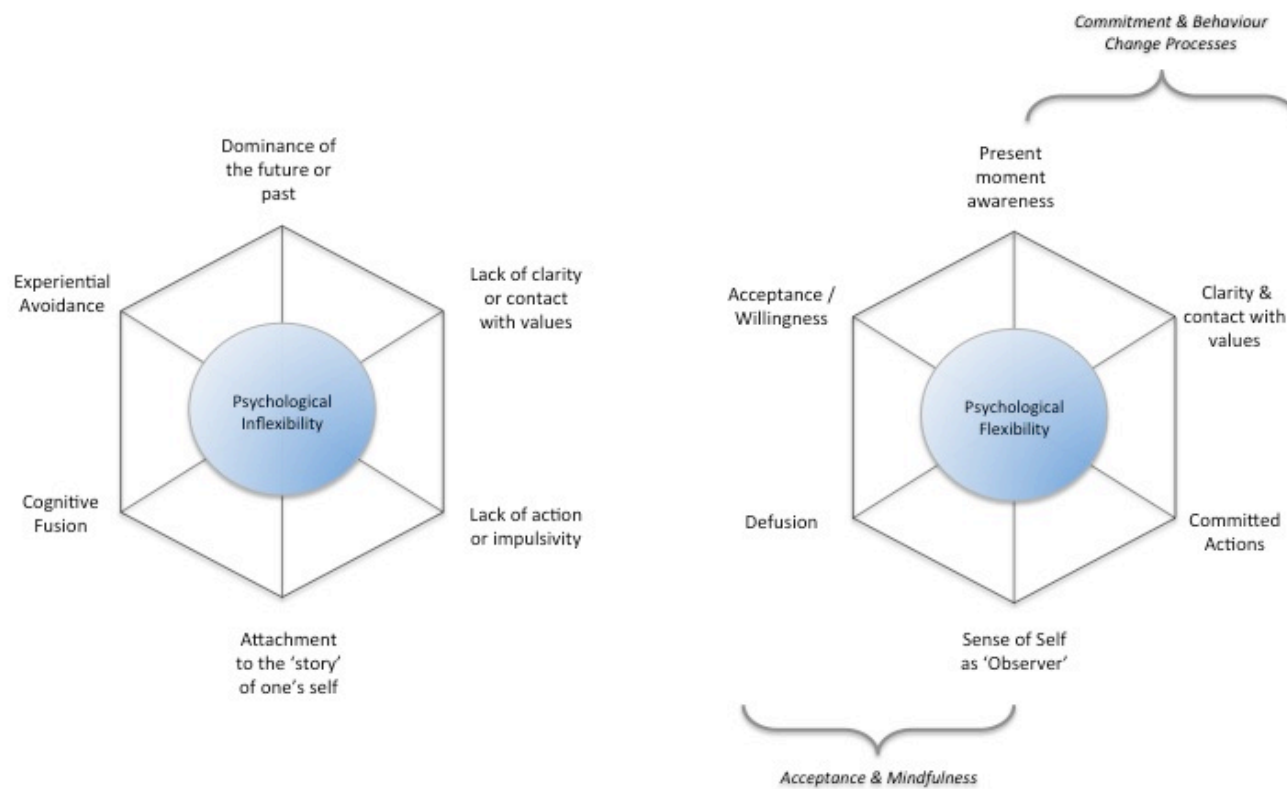 Commitment & Behaviour
Change Processes
Dominance of
the future or
past
Experiential
Avoidance
Lack of clarity
or contact
with values
Psychological
Inflexibility
Cognitive
Fusion
Lack of action
or impulsivity
Attachment
to the ‘story’
of one’s self
Present
moment
awareness
Acceptance /
Willingness
Clarity &
contact with
values
Psychological
Flexibility
Defusion
Committed
Actions
Sense of Self
as ‘Observer’
Acceptance & Mindfulness